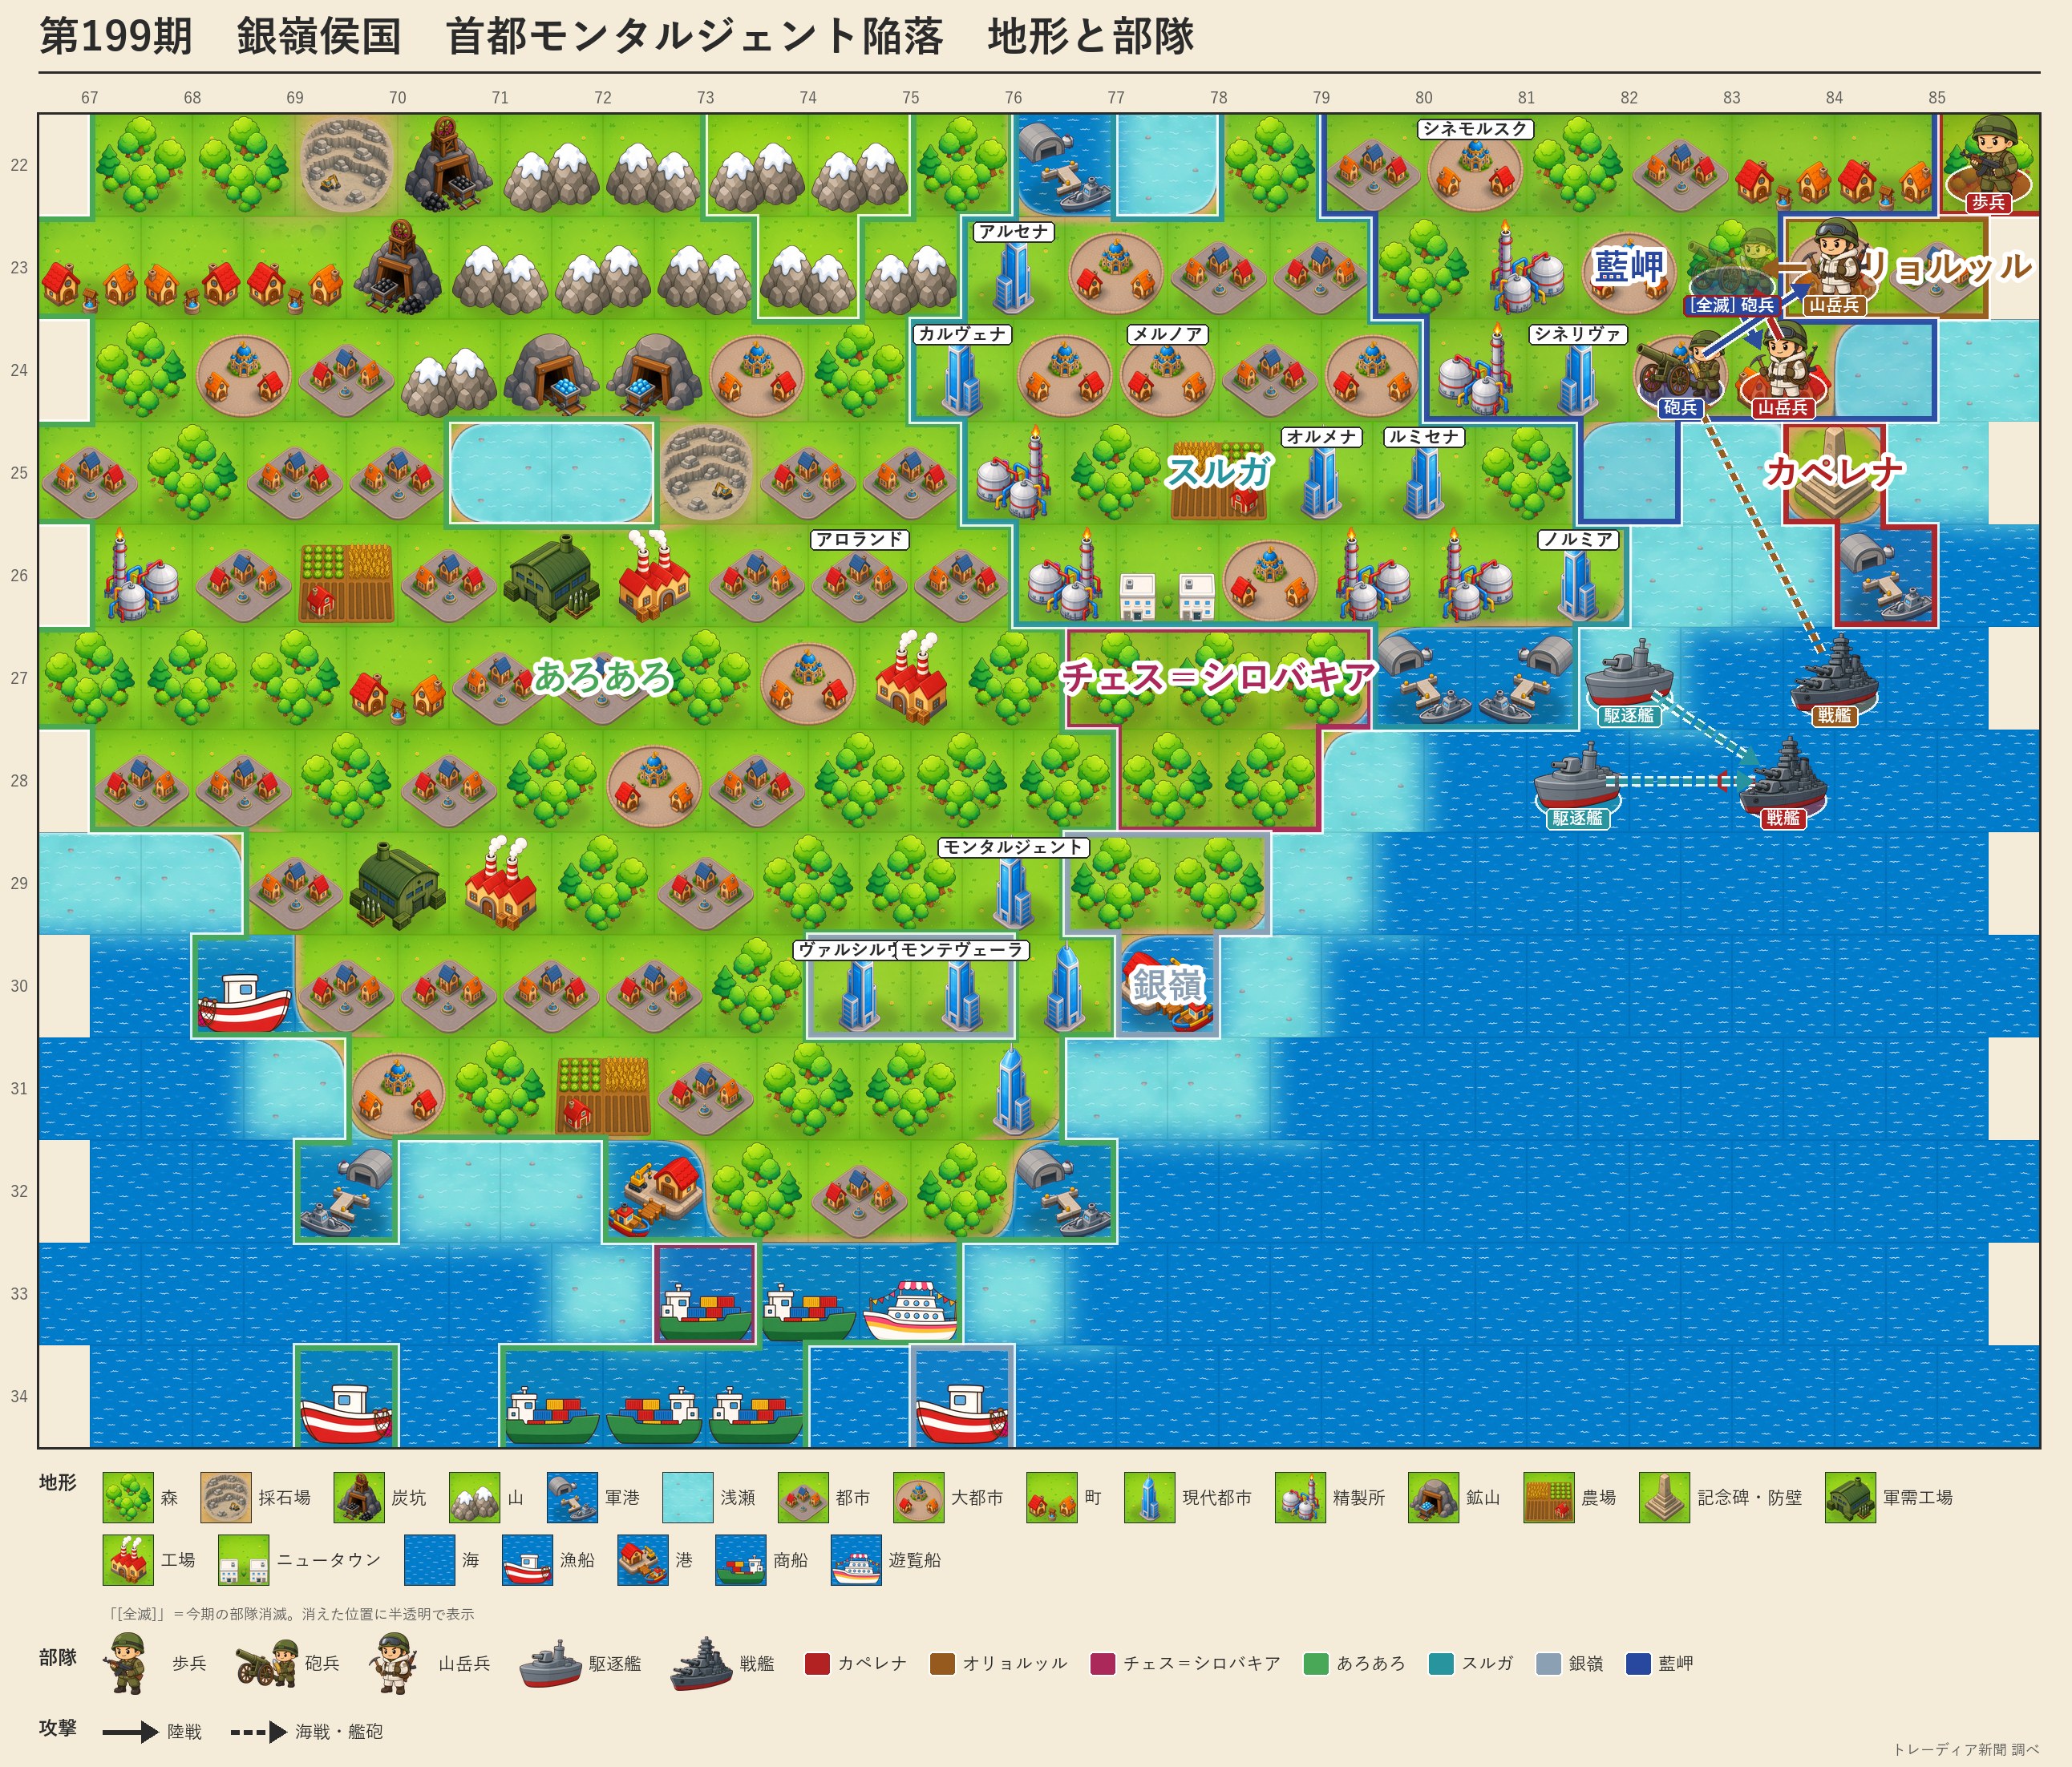 第199期　銀嶺侯国　首都モンタルジェント陥落　地形と部隊
67 68 69 70 71 72 73 74 75 76 77 78 79 80 81 82 83 84 85
22
シネモルスク
歩兵
23
アルセナ
藍岬
リョルッル
[全滅] 砲兵
山岳兵
24
カルヴェナ
メルノア
シネリヴァ
砲兵
山岳兵
25
スルガ
オルメナ
ルミセナ
カペレナ
26
アロランド
ノルミア
27
あろあろ
チェス＝シロバキア
駆逐艦
戦艦
28
駆逐艦
戦艦
29
モンタルジェント
30
ヴァルシルヴ
モンテヴェーラ
銀嶺
31
32
33
34
地形
森 採石場 炭坑 山 軍港 浅瀬 都市 大都市 町 現代都市 精製所 鉱山 農場 記念碑・防壁 軍需工場
工場 ニュータウン 海 漁船 港 商船 遊覧船
「[全滅]」＝今期の部隊消滅。消えた位置に半透明で表示
部隊 歩兵 砲兵 山岳兵 駆逐艦 戦艦 カペレナ オリョルッル チェス＝シロバキア あろあろ スルガ 銀嶺 藍岬
攻撃 陸戦 海戦・艦砲
トレーディア新聞 調べ